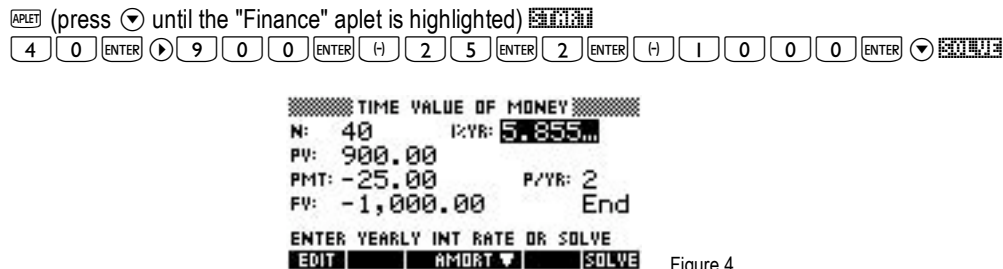 APLET (press ▼ until the "Finance" aplet is highlighted) START
4 0 ENTER ▶ 9 0 0 ENTER (-) 2 5 ENTER 2 ENTER (-) 1 0 0 0 ENTER ▼ SOLVE
TIME VALUE OF MONEY
N: 40 I%YR: 5.855...
PV: 900.00
PMT: -25.00 P/YR: 2
FV: -1,000.00 End
ENTER YEARLY INT RATE OR SOLVE
EDIT AMORT ▼ SOLVE
Figure 4